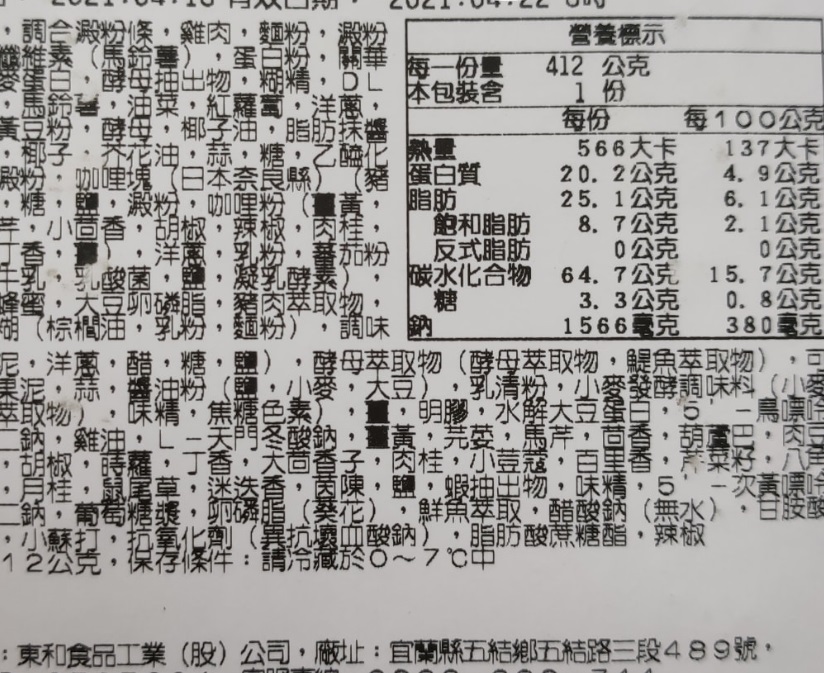 2021.04.22
，調合澱粉條，雞肉，麵粉，澱粉
纖維素（馬鈴薯），蛋白粉，關華
麥蛋白，酵母抽出物，糊精，ＤＬ
馬鈴薯，油菜，紅蘿蔔，洋蔥，
黃豆粉，酵母，椰子油，脂肪抹醬
椰子，芥花油，蒜，糖，乙醯化
澱粉，咖哩塊（日本奈良縣）（豬
，糖，鹽，澱粉，咖哩粉（薑黃，
，小茴香，胡椒，辣椒，肉桂，
丁香，薑），洋蔥，乳粉，蕃茄粉
牛乳，乳酸菌，鹽，凝乳酵素），
蜂蜜，大豆卵磷脂，豬肉萃取物，
糊（棕櫚油，乳粉，麵粉），調味
營養標示
每一份量 412 公克
本包裝含 1 份
每份 每１００公克
熱量 566大卡 137大卡
蛋白質 20.2公克 4.9公克
脂肪 25.1公克 6.1公克
飽和脂肪 8.7公克 2.1公克
反式脂肪 0公克 0公克
碳水化合物 64.7公克 15.7公克
糖 3.3公克 0.8公克
鈉 1566毫克 380毫克
泥，洋蔥，醋，糖，鹽），酵母萃取物（酵母萃取物，鯷魚萃取物），可
果泥，蒜，醬油粉（鹽，小麥，大豆），乳清粉，小麥發酵調味料（小麥
萃取物），味精，焦糖色素），薑，明膠，水解大豆蛋白，５’－鳥嘌呤
二鈉，雞油，Ｌ－天門冬酸鈉，薑黃，芫荽，馬芹，茴香，葫蘆巴，肉豆
，胡椒，時蘿，丁香，大茴香子，肉桂，小荳蔻，百里香，芹菜籽，八角
，月桂，鼠尾草，迷迭香，茵陳，鹽，蝦抽出物，味精，５’－次黃嘌呤
二鈉，葡萄糖漿，卵磷脂（葵花），鮮魚萃取，醋酸鈉（無水），甘胺酸
，小蘇打，抗氧化劑（異抗壞血酸鈉），脂肪酸蔗糖酯，辣椒
１２公克，保存條件：請冷藏於０～７℃中
：東和食品工業（股）公司，廠址：宜蘭縣五結鄉五結路三段４８９號，